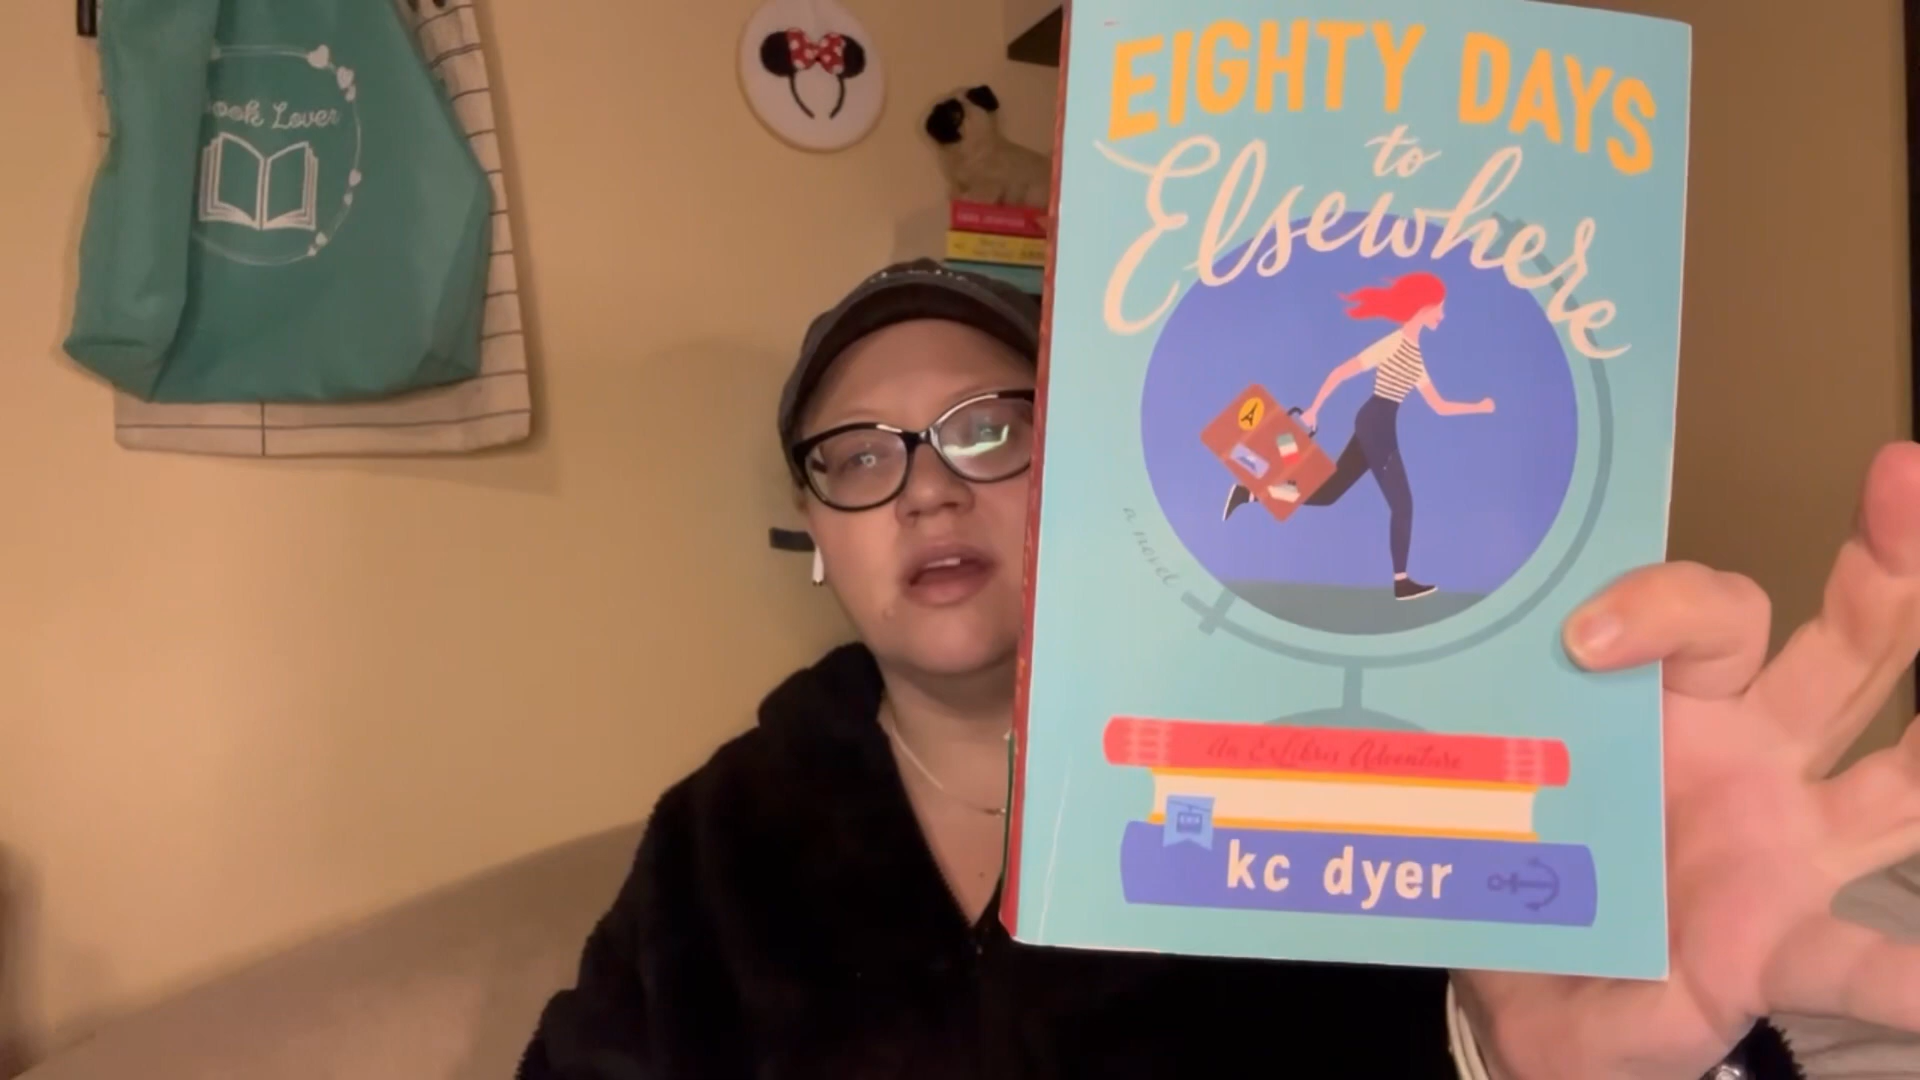 ook Lover
EIGHTY DAYS
to
Elsewhere
a novel
An ExLibris Adventure
kc dyer